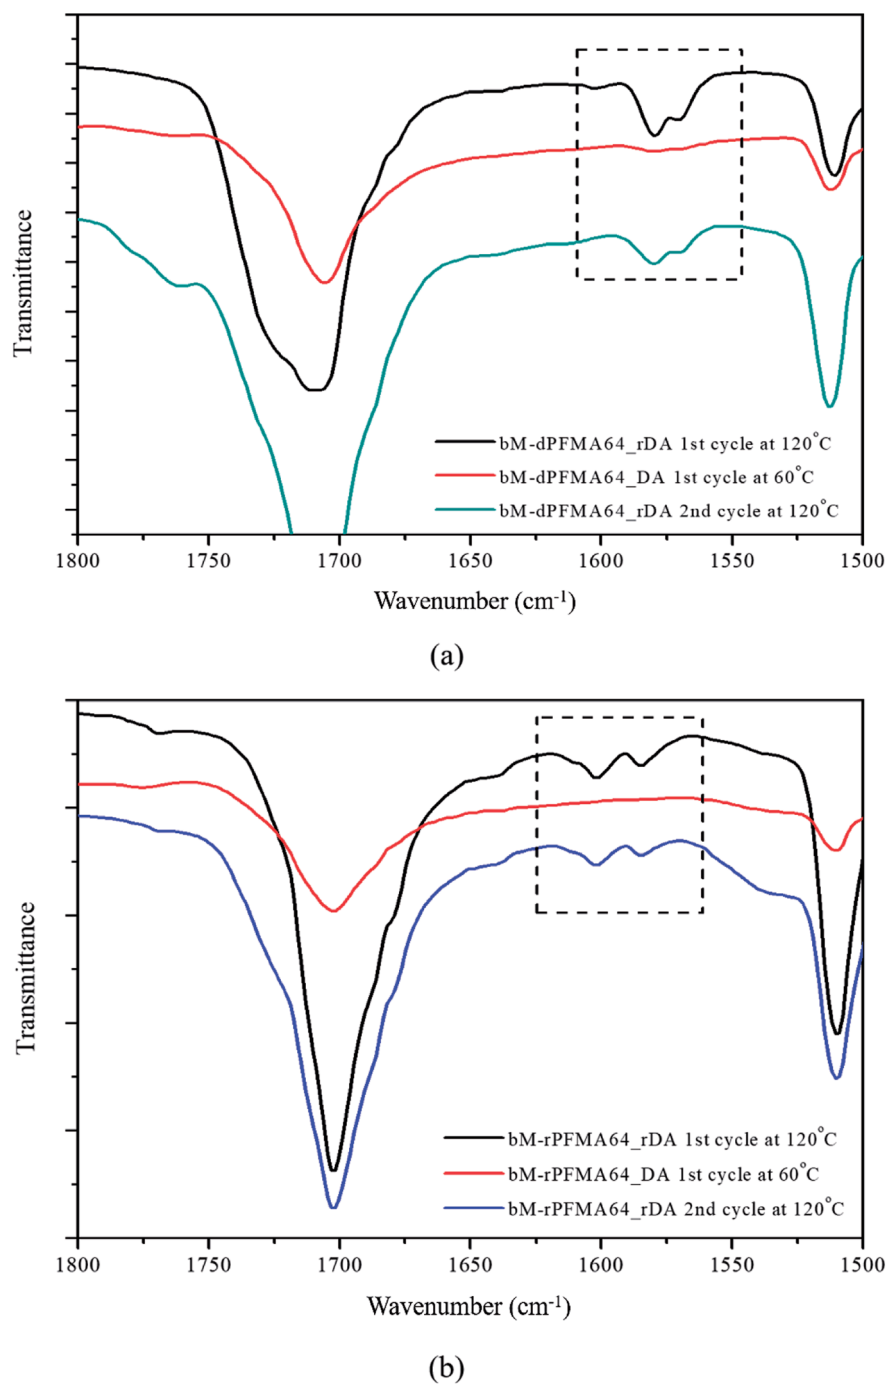 Transmittance
bM-dPFMA64_rDA 1st cycle at 120°C
bM-dPFMA64_DA 1st cycle at 60°C
bM-dPFMA64_rDA 2nd cycle at 120°C
1800 1750 1700 1650 1600 1550 1500
Wavenumber (cm-1)
(a)
Transmittance
bM-rPFMA64_rDA 1st cycle at 120°C
bM-rPFMA64_DA 1st cycle at 60°C
bM-rPFMA64_rDA 2nd cycle at 120°C
1800 1750 1700 1650 1600 1550 1500
Wavenumber (cm-1)
(b)